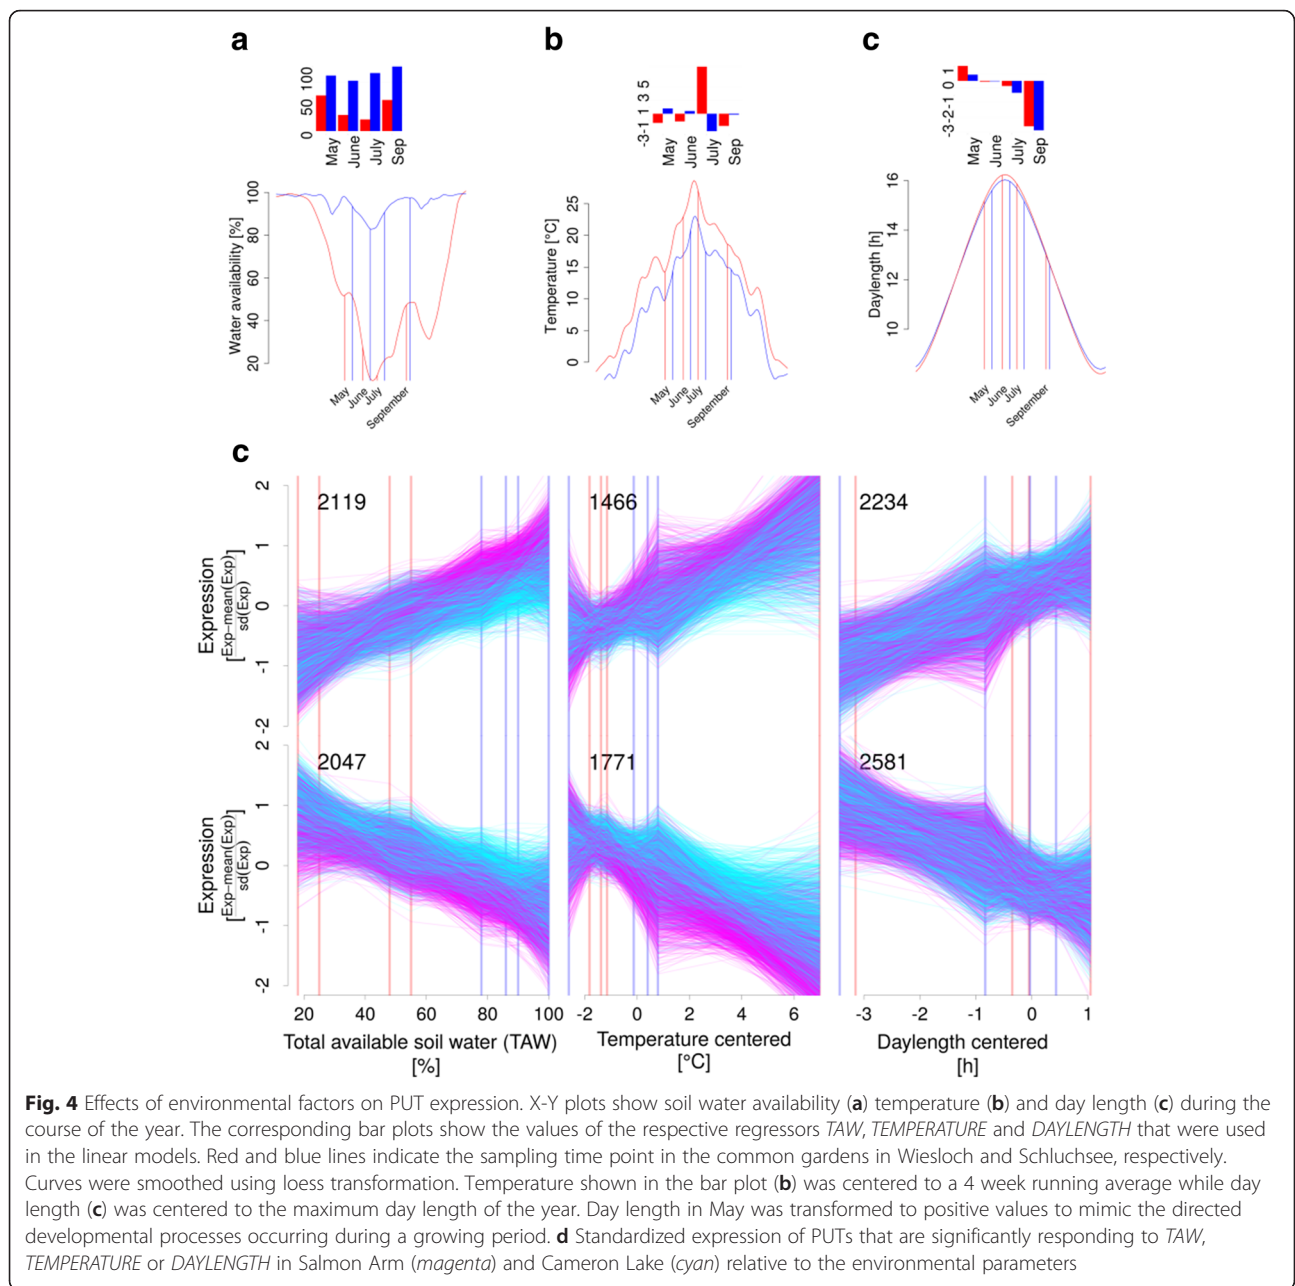 a
b
c
0 50 100
May June July Sep
-3 -1 1 3 5
May June July Sep
-3 -2 -1 0 1
May June July Sep
Water availability [%]
20 40 60 80 100
May June July September
Temperature [°C]
0 5 10 15 20 25
May June July September
Daylength [h]
10 12 14 16
May June July September
c
Expression
[Exp–mean(Exp)
sd(Exp)]
2 1 0 -1 -2
2119
1466
2234
Expression
[Exp–mean(Exp)
sd(Exp)]
2 1 0 -1 -2
2047
1771
2581
20 40 60 80 100
-2 0 2 4 6
-3 -2 -1 0 1
Total available soil water (TAW)
[%]
Temperature centered
[°C]
Daylength centered
[h]
Fig. 4 Effects of environmental factors on PUT expression. X-Y plots show soil water availability (a) temperature (b) and day length (c) during the
course of the year. The corresponding bar plots show the values of the respective regressors TAW, TEMPERATURE and DAYLENGTH that were used
in the linear models. Red and blue lines indicate the sampling time point in the common gardens in Wiesloch and Schluchsee, respectively.
Curves were smoothed using loess transformation. Temperature shown in the bar plot (b) was centered to a 4 week running average while day
length (c) was centered to the maximum day length of the year. Day length in May was transformed to positive values to mimic the directed
developmental processes occurring during a growing period. d Standardized expression of PUTs that are significantly responding to TAW,
TEMPERATURE or DAYLENGTH in Salmon Arm (magenta) and Cameron Lake (cyan) relative to the environmental parameters